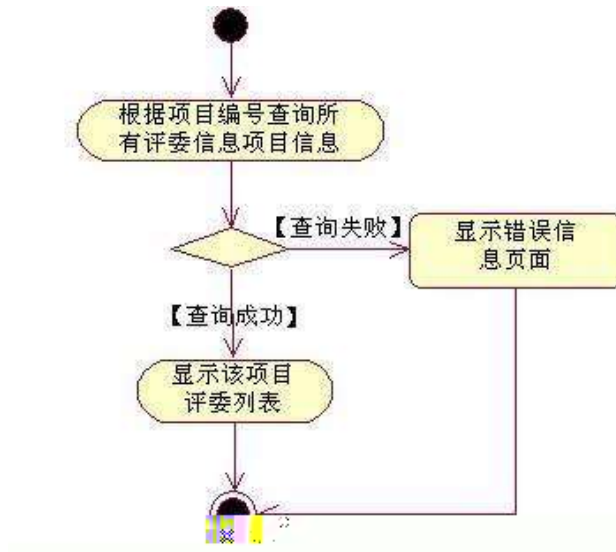 根据项目编号查询所
有评委信息项目信息
【查询失败】
显示错误信
息页面
【查询成功】
显示该项目
评委列表